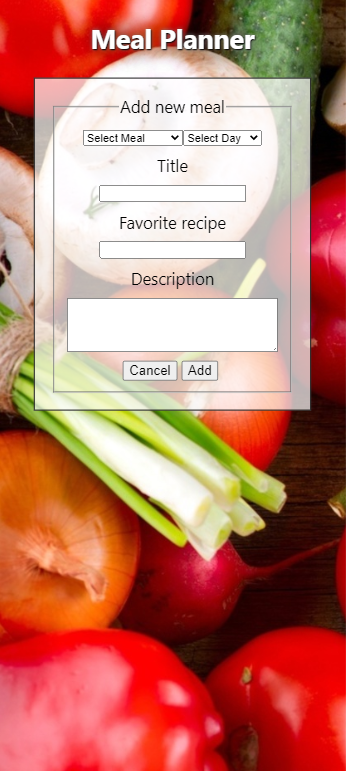 Meal Planner
Add new meal
Select Meal Select Day
Title
Favorite recipe
Description
Cancel Add